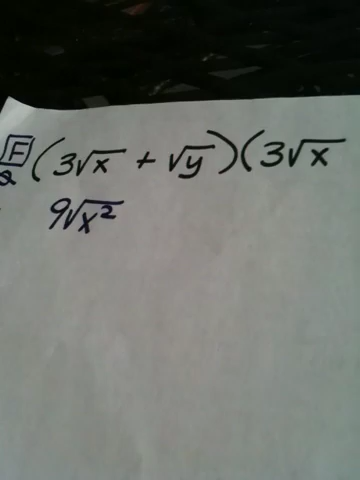 F (3√x + √y)(3√x
9√x²